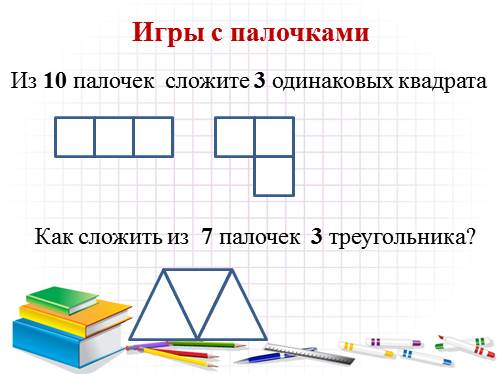 Игры с палочками
Из 10 палочек сложите 3 одинаковых квадрата
Как сложить из 7 палочек 3 треугольника?